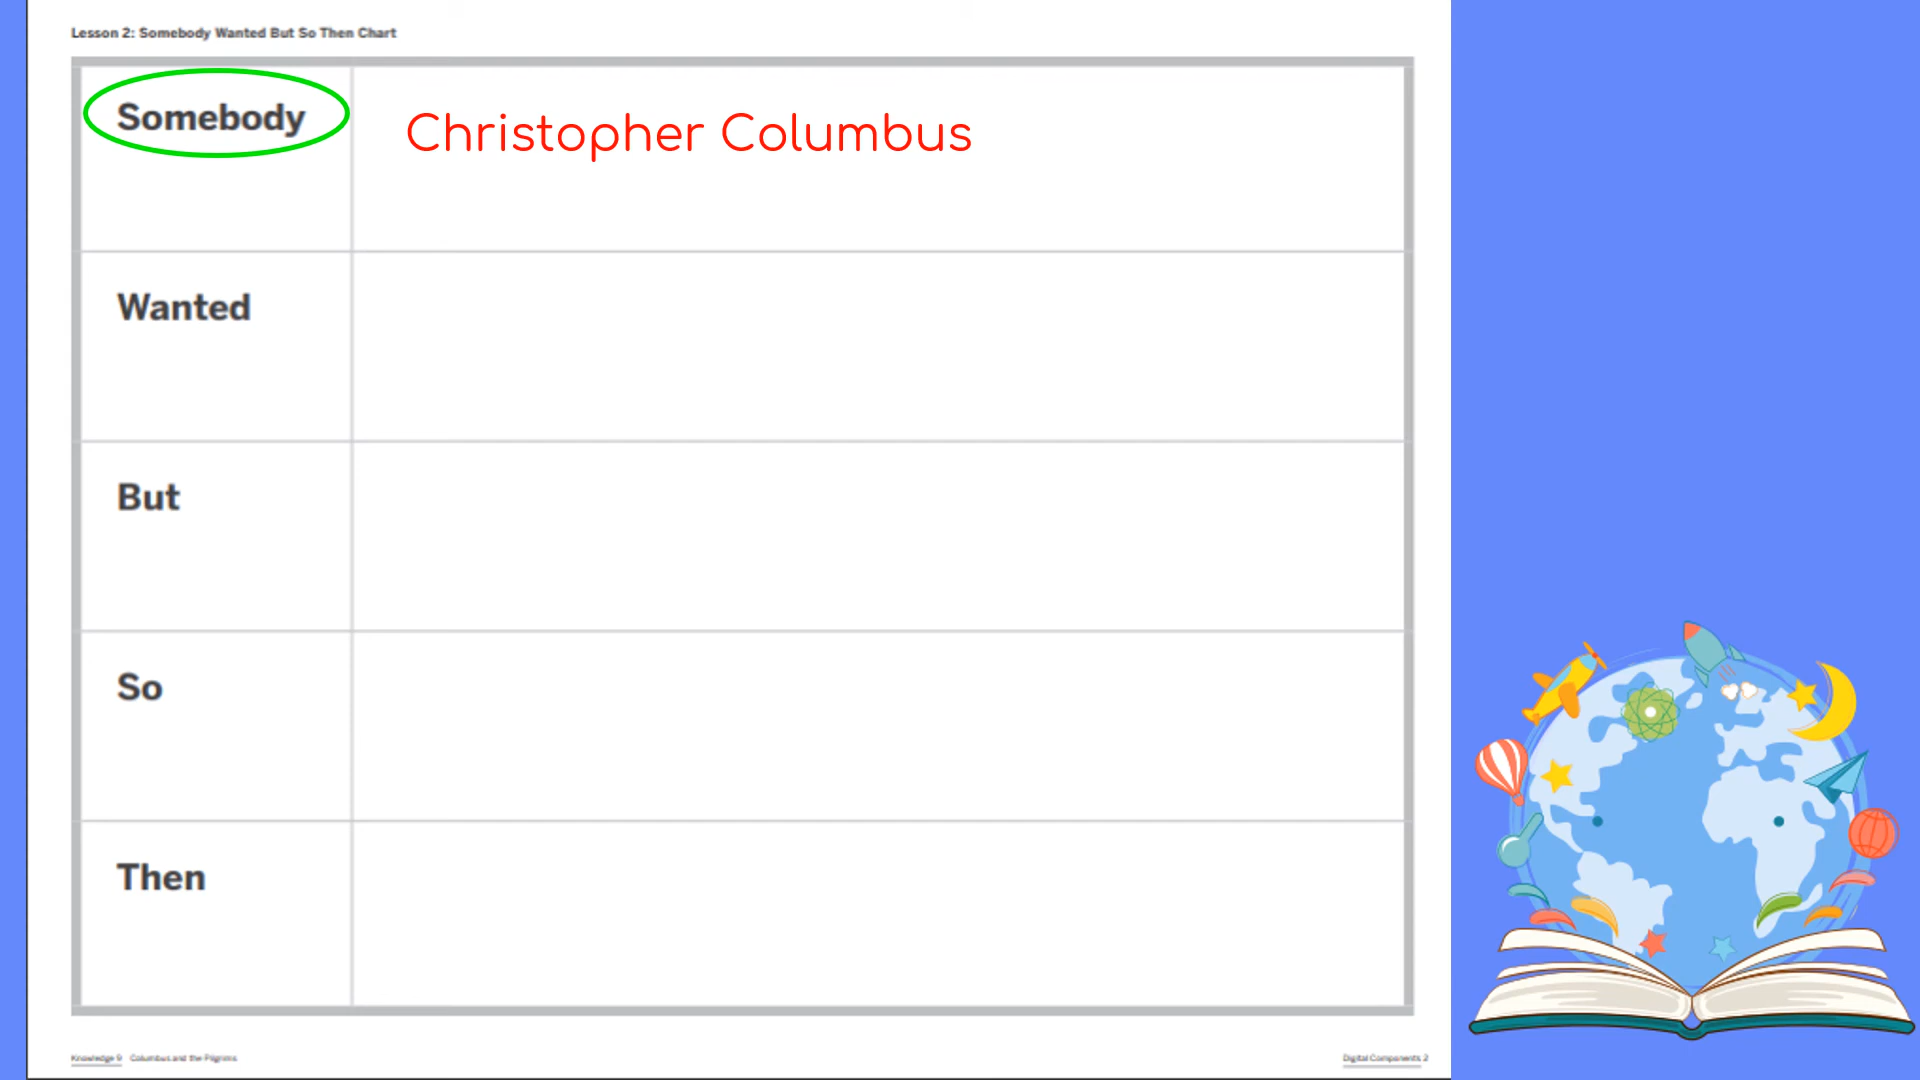 Lesson 2: Somebody Wanted But So Then Chart
Somebody
Christopher Columbus
Wanted
But
So
Then
Knowledge 9 Columbus and the Pilgrims
Digital Components 2